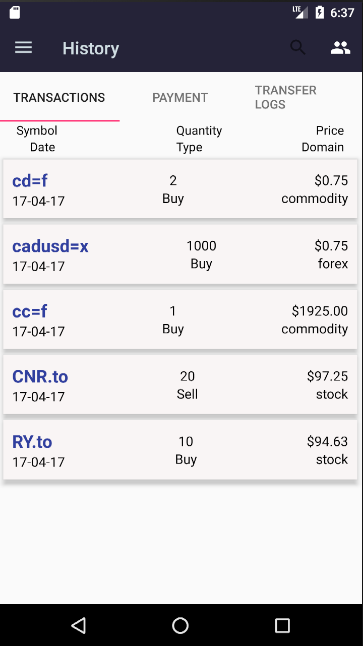 LTE 6:37
History
TRANSACTIONS PAYMENT TRANSFER LOGS
Symbol Quantity Price
Date Type Domain
cd=f 2 $0.75
17-04-17 Buy commodity
cadusd=x 1000 $0.75
17-04-17 Buy forex
cc=f 1 $1925.00
17-04-17 Buy commodity
CNR.to 20 $97.25
17-04-17 Sell stock
RY.to 10 $94.63
17-04-17 Buy stock